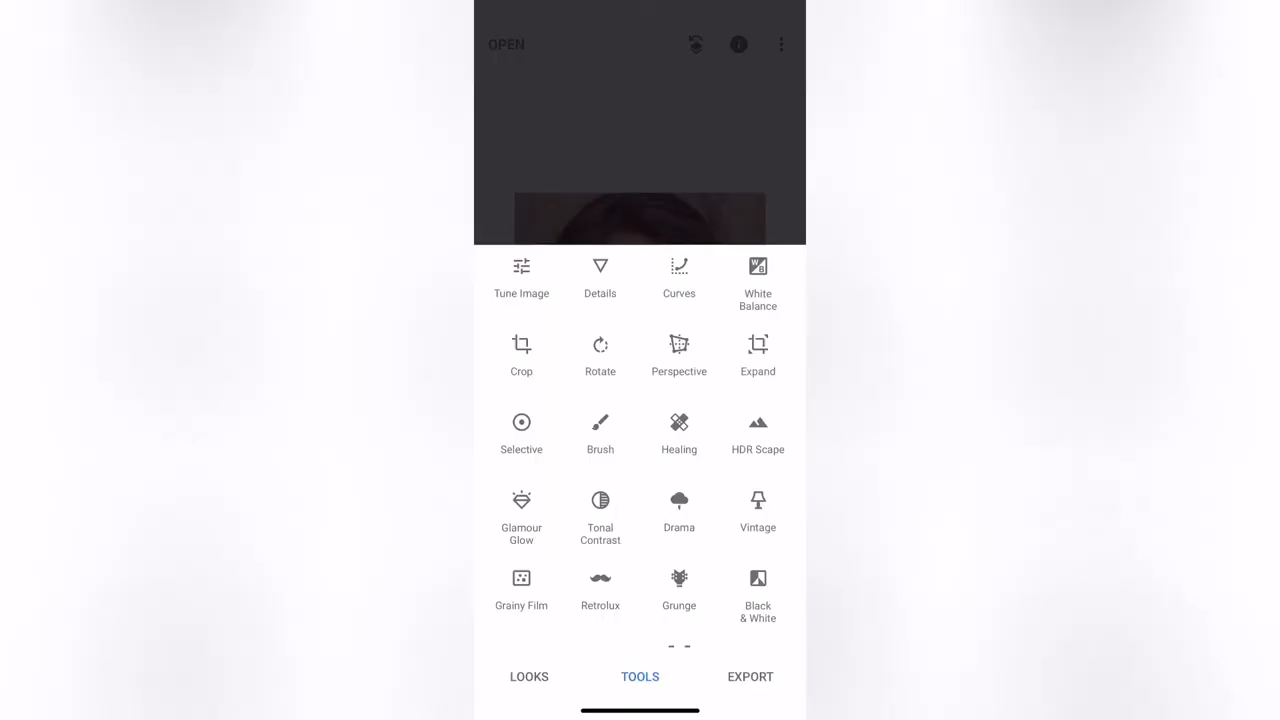 OPEN
Tune Image
Details
Curves
White
Balance
Crop
Rotate
Perspective
Expand
Selective
Brush
Healing
HDR Scape
Glamour
Glow
Tonal
Contrast
Drama
Vintage
Grainy Film
Retrolux
Grunge
Black
& White
LOOKS
TOOLS
EXPORT